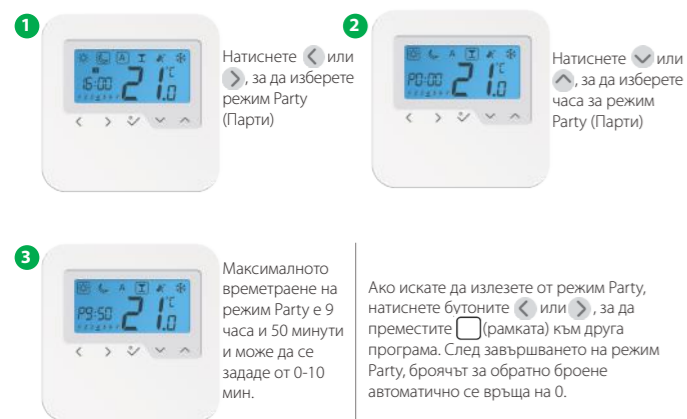 1
16:00 21.0 °C
Натиснете < или
>, за да изберете
режим Party
(Парти)
2
P0:00 21.0 °C
Натиснете ∨ или
∧, за да изберете
часа за режим
Party (Парти)
3
P9:50 21.0 °C
Максималното
времетраене на
режим Party е 9
часа и 50 минути
и може да се
зададе от 0-10
мин.
Ако искате да излезете от режим Party,
натиснете бутоните < или >, за да
преместите (рамката) към друга
програма. След завършването на режим
Party, броячът за обратно броене
автоматично се връща на 0.